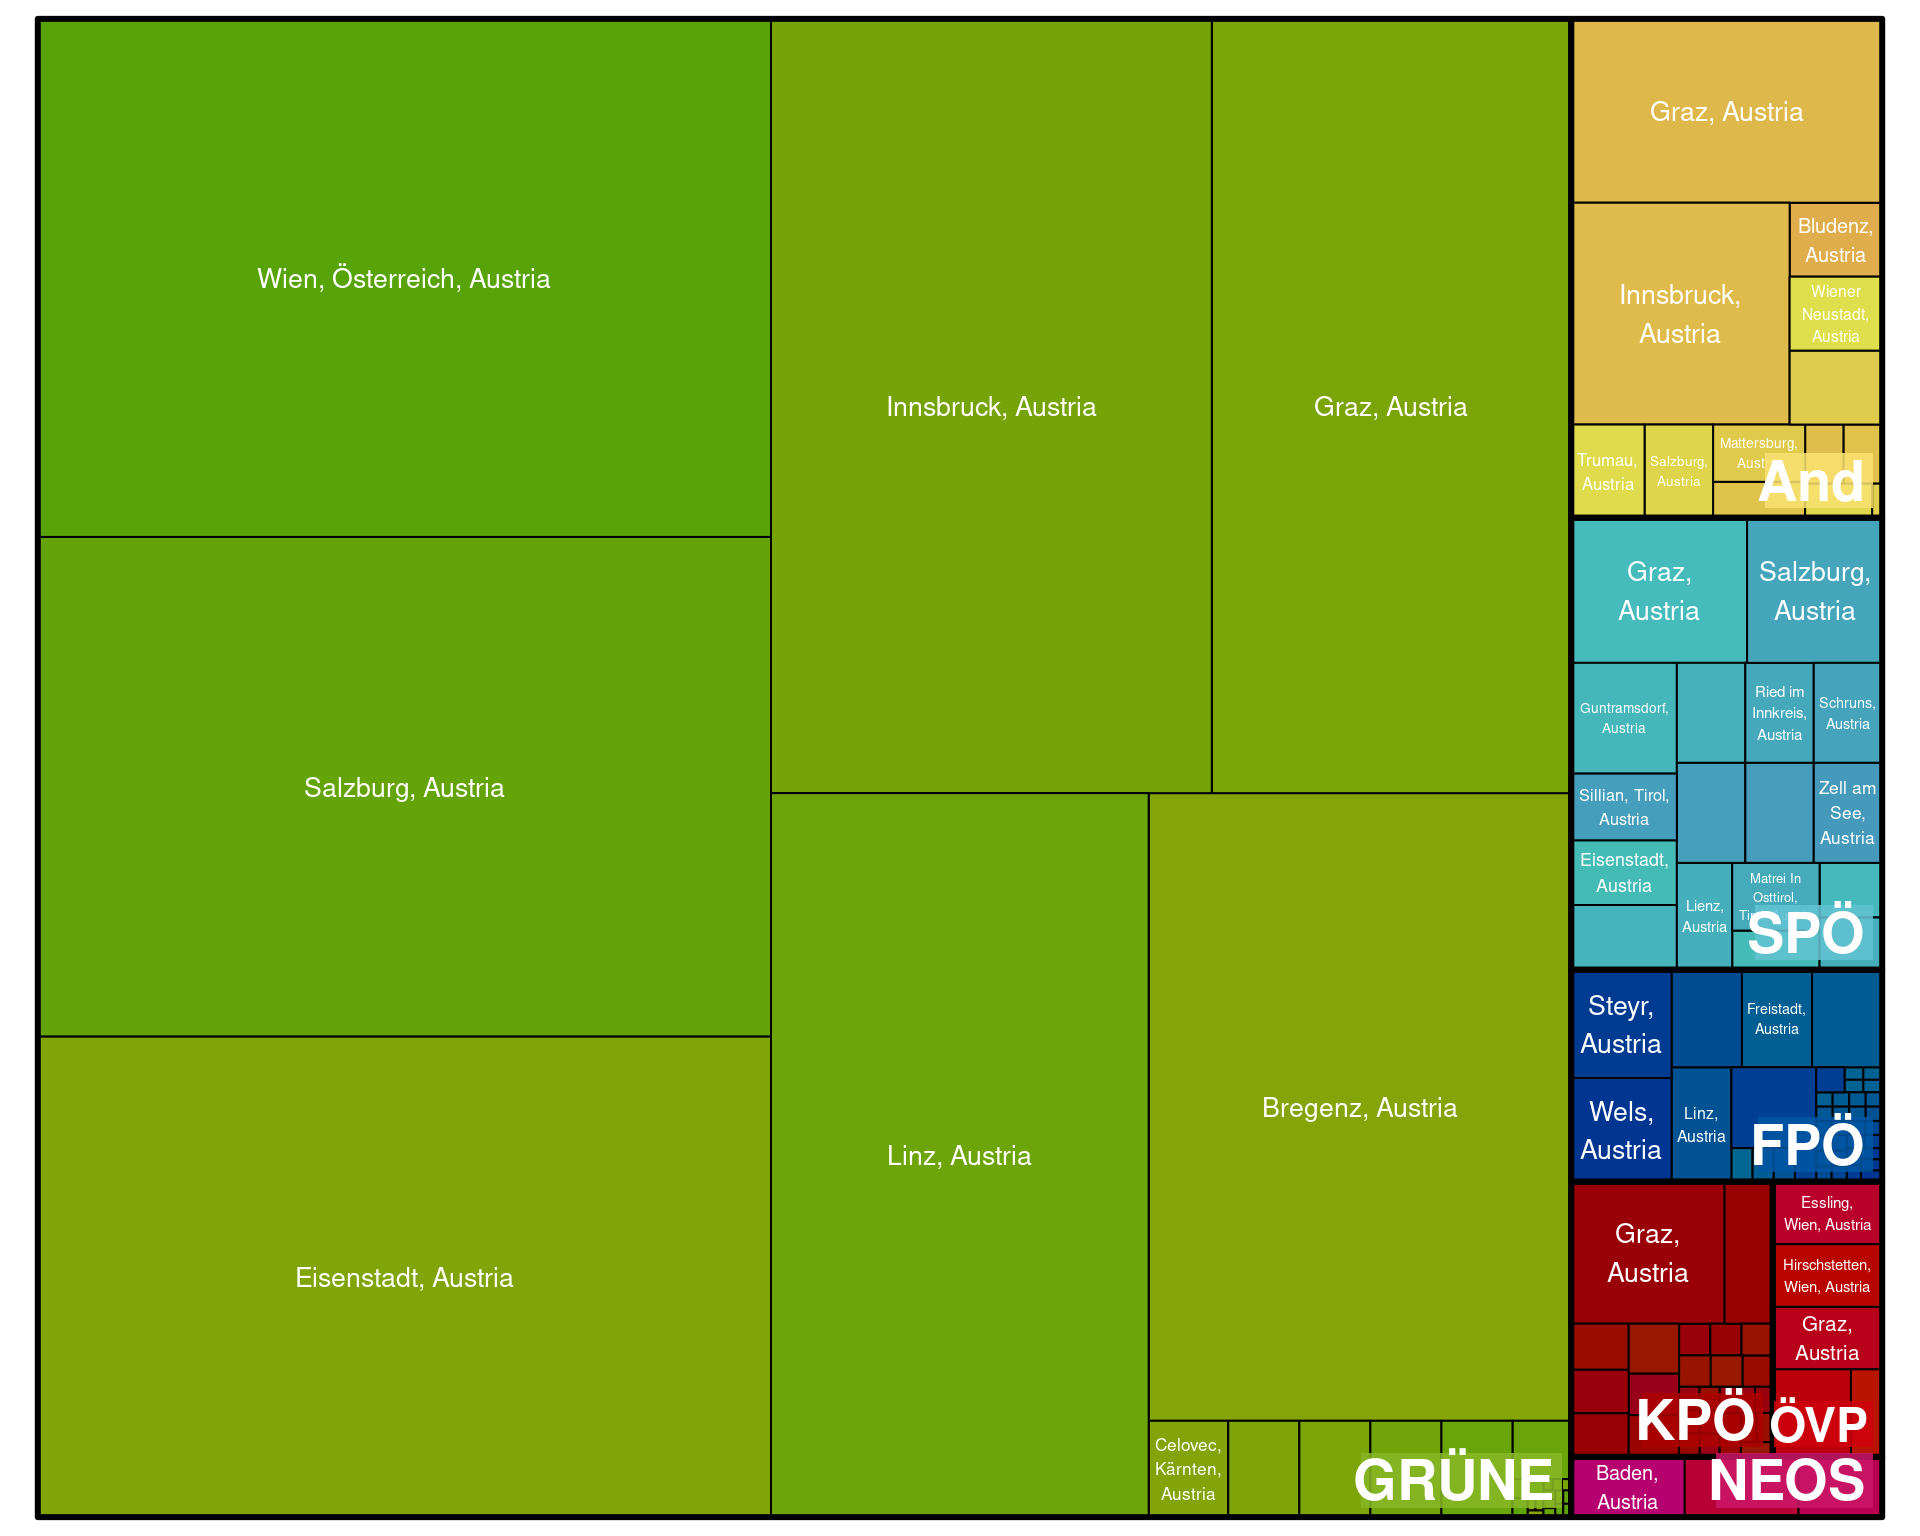 Wien, Österreich, Austria
Salzburg, Austria
Eisenstadt, Austria
Innsbruck, Austria
Graz, Austria
Linz, Austria
Bregenz, Austria
Celovec,
Kärnten,
Austria
GRÜNE
Graz, Austria
Innsbruck,
Austria
Bludenz,
Austria
Wiener
Neustadt,
Austria
Trumau,
Austria
Salzburg,
Austria
Mattersburg,
And
Graz,
Austria
Salzburg,
Austria
Guntramsdorf,
Austria
Ried im
Innkreis,
Austria
Schruns,
Austria
Sillian, Tirol,
Austria
Zell am
See,
Austria
Eisenstadt,
Austria
Lienz,
Austria
Matrei In
Osttirol,
SPÖ
Steyr,
Austria
Freistadt,
Austria
Wels,
Austria
Linz,
Austria
FPÖ
Graz,
Austria
KPÖ
Essling,
Wien, Austria
Hirschstetten,
Wien, Austria
Graz,
Austria
ÖVP
Baden,
Austria
NEOS